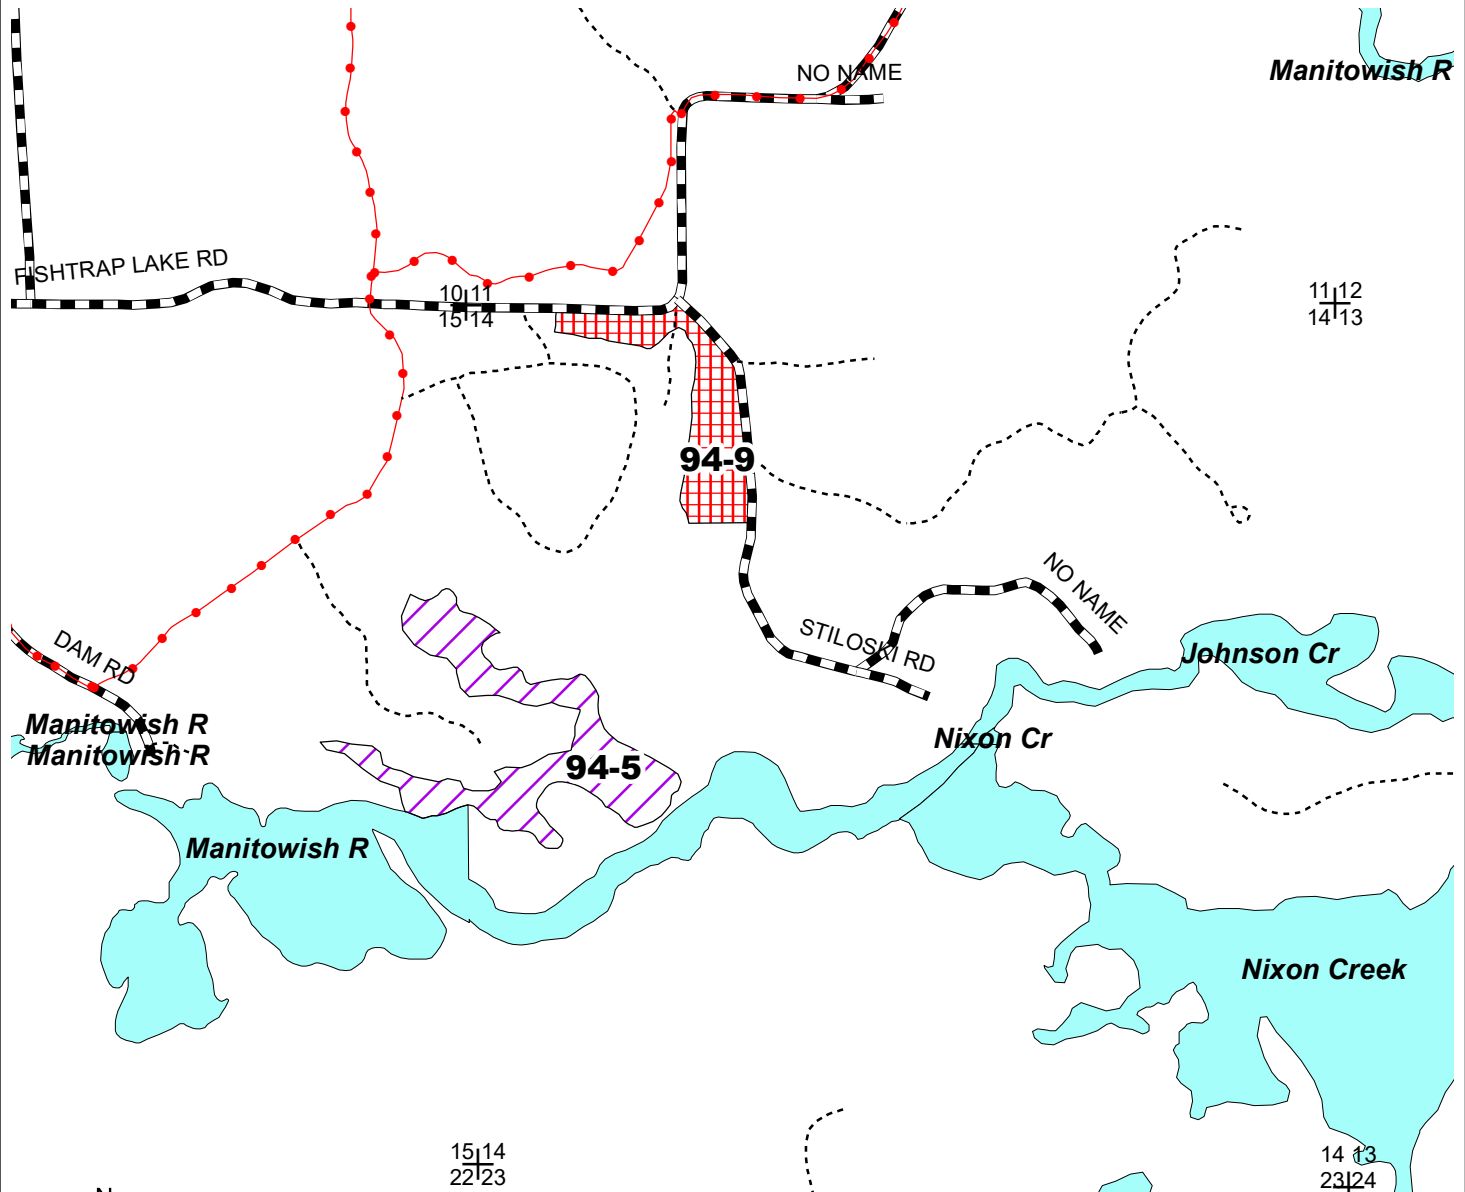 Manitowish R
NO NAME
FISHTRAP LAKE RD
10 11
15 14
11 12
14 13
94-9
NO NAME
STILOSKI RD
DAM RD
Johnson Cr
Manitowish R
Nixon Cr
Manitowish R
94-5
Manitowish R
Nixon Creek
15 14
22 23
14 13
23 24
N